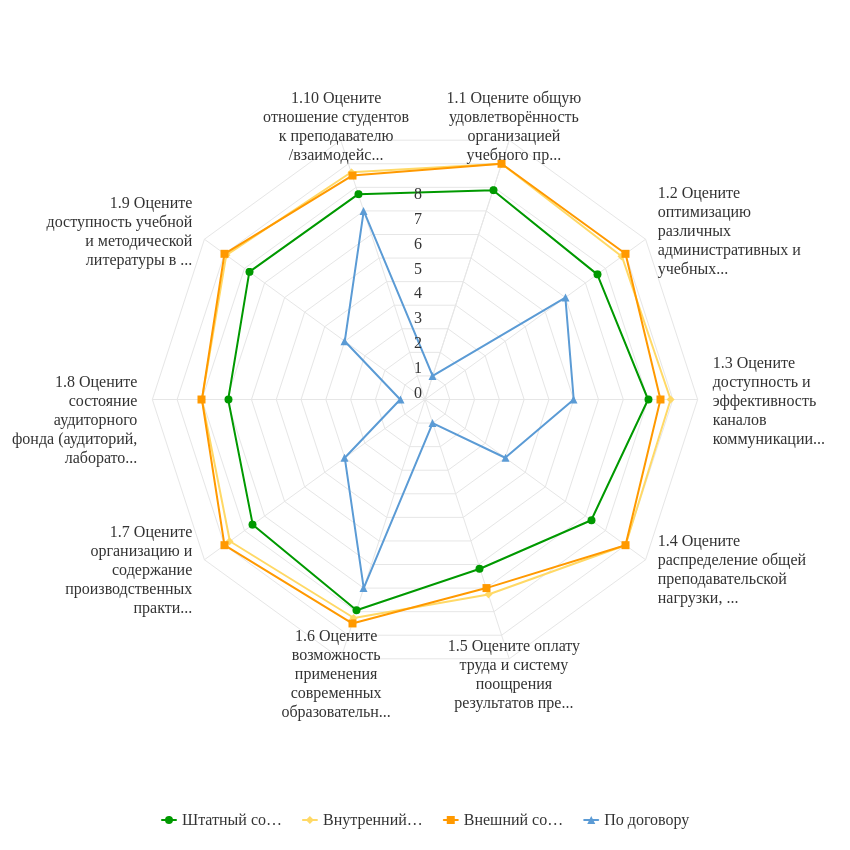 1.10 Оцените
отношение студентов
к преподавателю
/взаимодейс...
1.1 Оцените общую
удовлетворённость
организацией
учебного пр...
1.2 Оцените
оптимизацию
различных
административных и
учебных...
1.3 Оцените
доступность и
эффективность
каналов
коммуникации...
1.4 Оцените
распределение общей
преподавательской
нагрузки, ...
1.5 Оцените оплату
труда и систему
поощрения
результатов пре...
1.6 Оцените
возможность
применения
современных
образовательн...
1.7 Оцените
организацию и
содержание
производственных
практи...
1.8 Оцените
состояние
аудиторного
фонда (аудиторий,
лаборато...
1.9 Оцените
доступность учебной
и методической
литературы в ...
8
7
6
5
4
3
2
1
0
Штатный со…
Внутренний…
Внешний со…
По договору